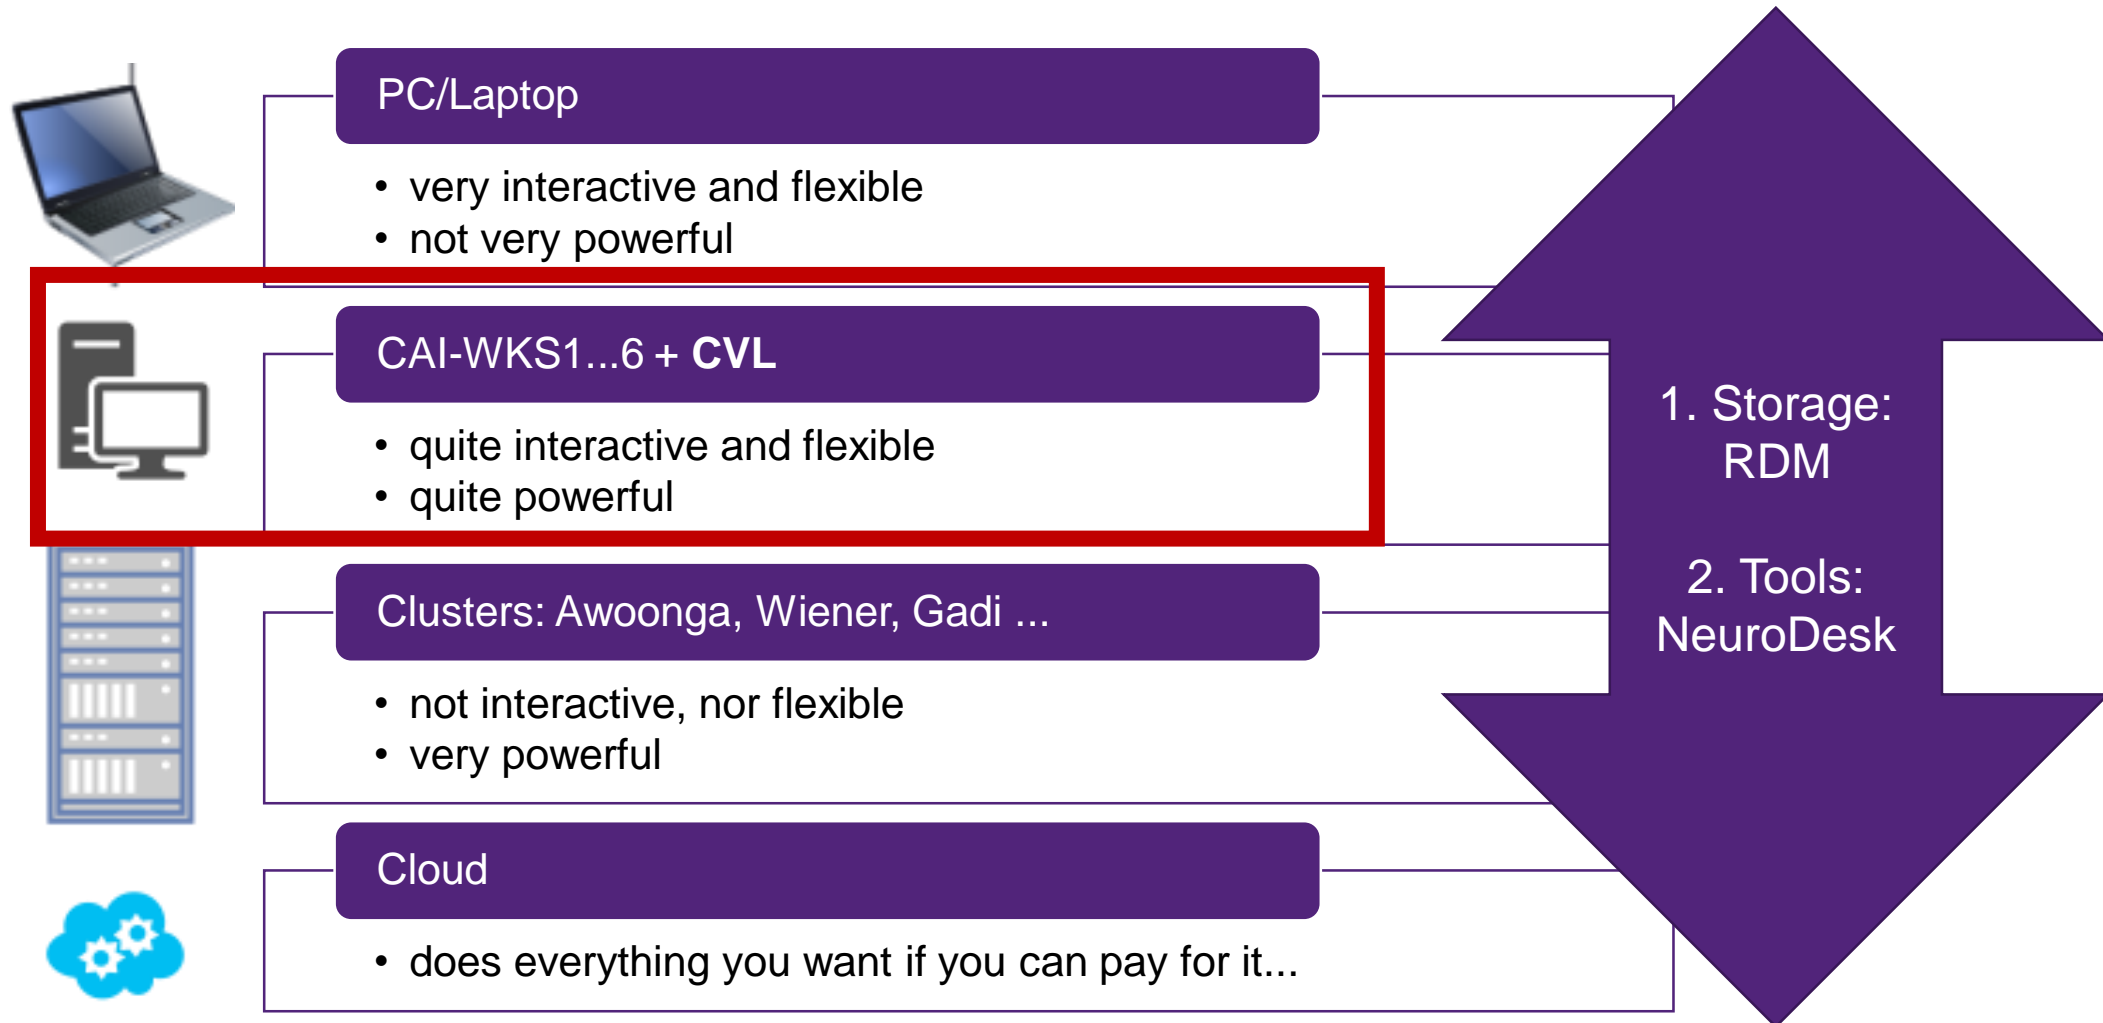 PC/Laptop
• very interactive and flexible
• not very powerful
CAI-WKS1...6 + CVL
• quite interactive and flexible
• quite powerful
Clusters: Awoonga, Wiener, Gadi ...
• not interactive, nor flexible
• very powerful
Cloud
• does everything you want if you can pay for it...
1. Storage:
RDM
2. Tools:
NeuroDesk